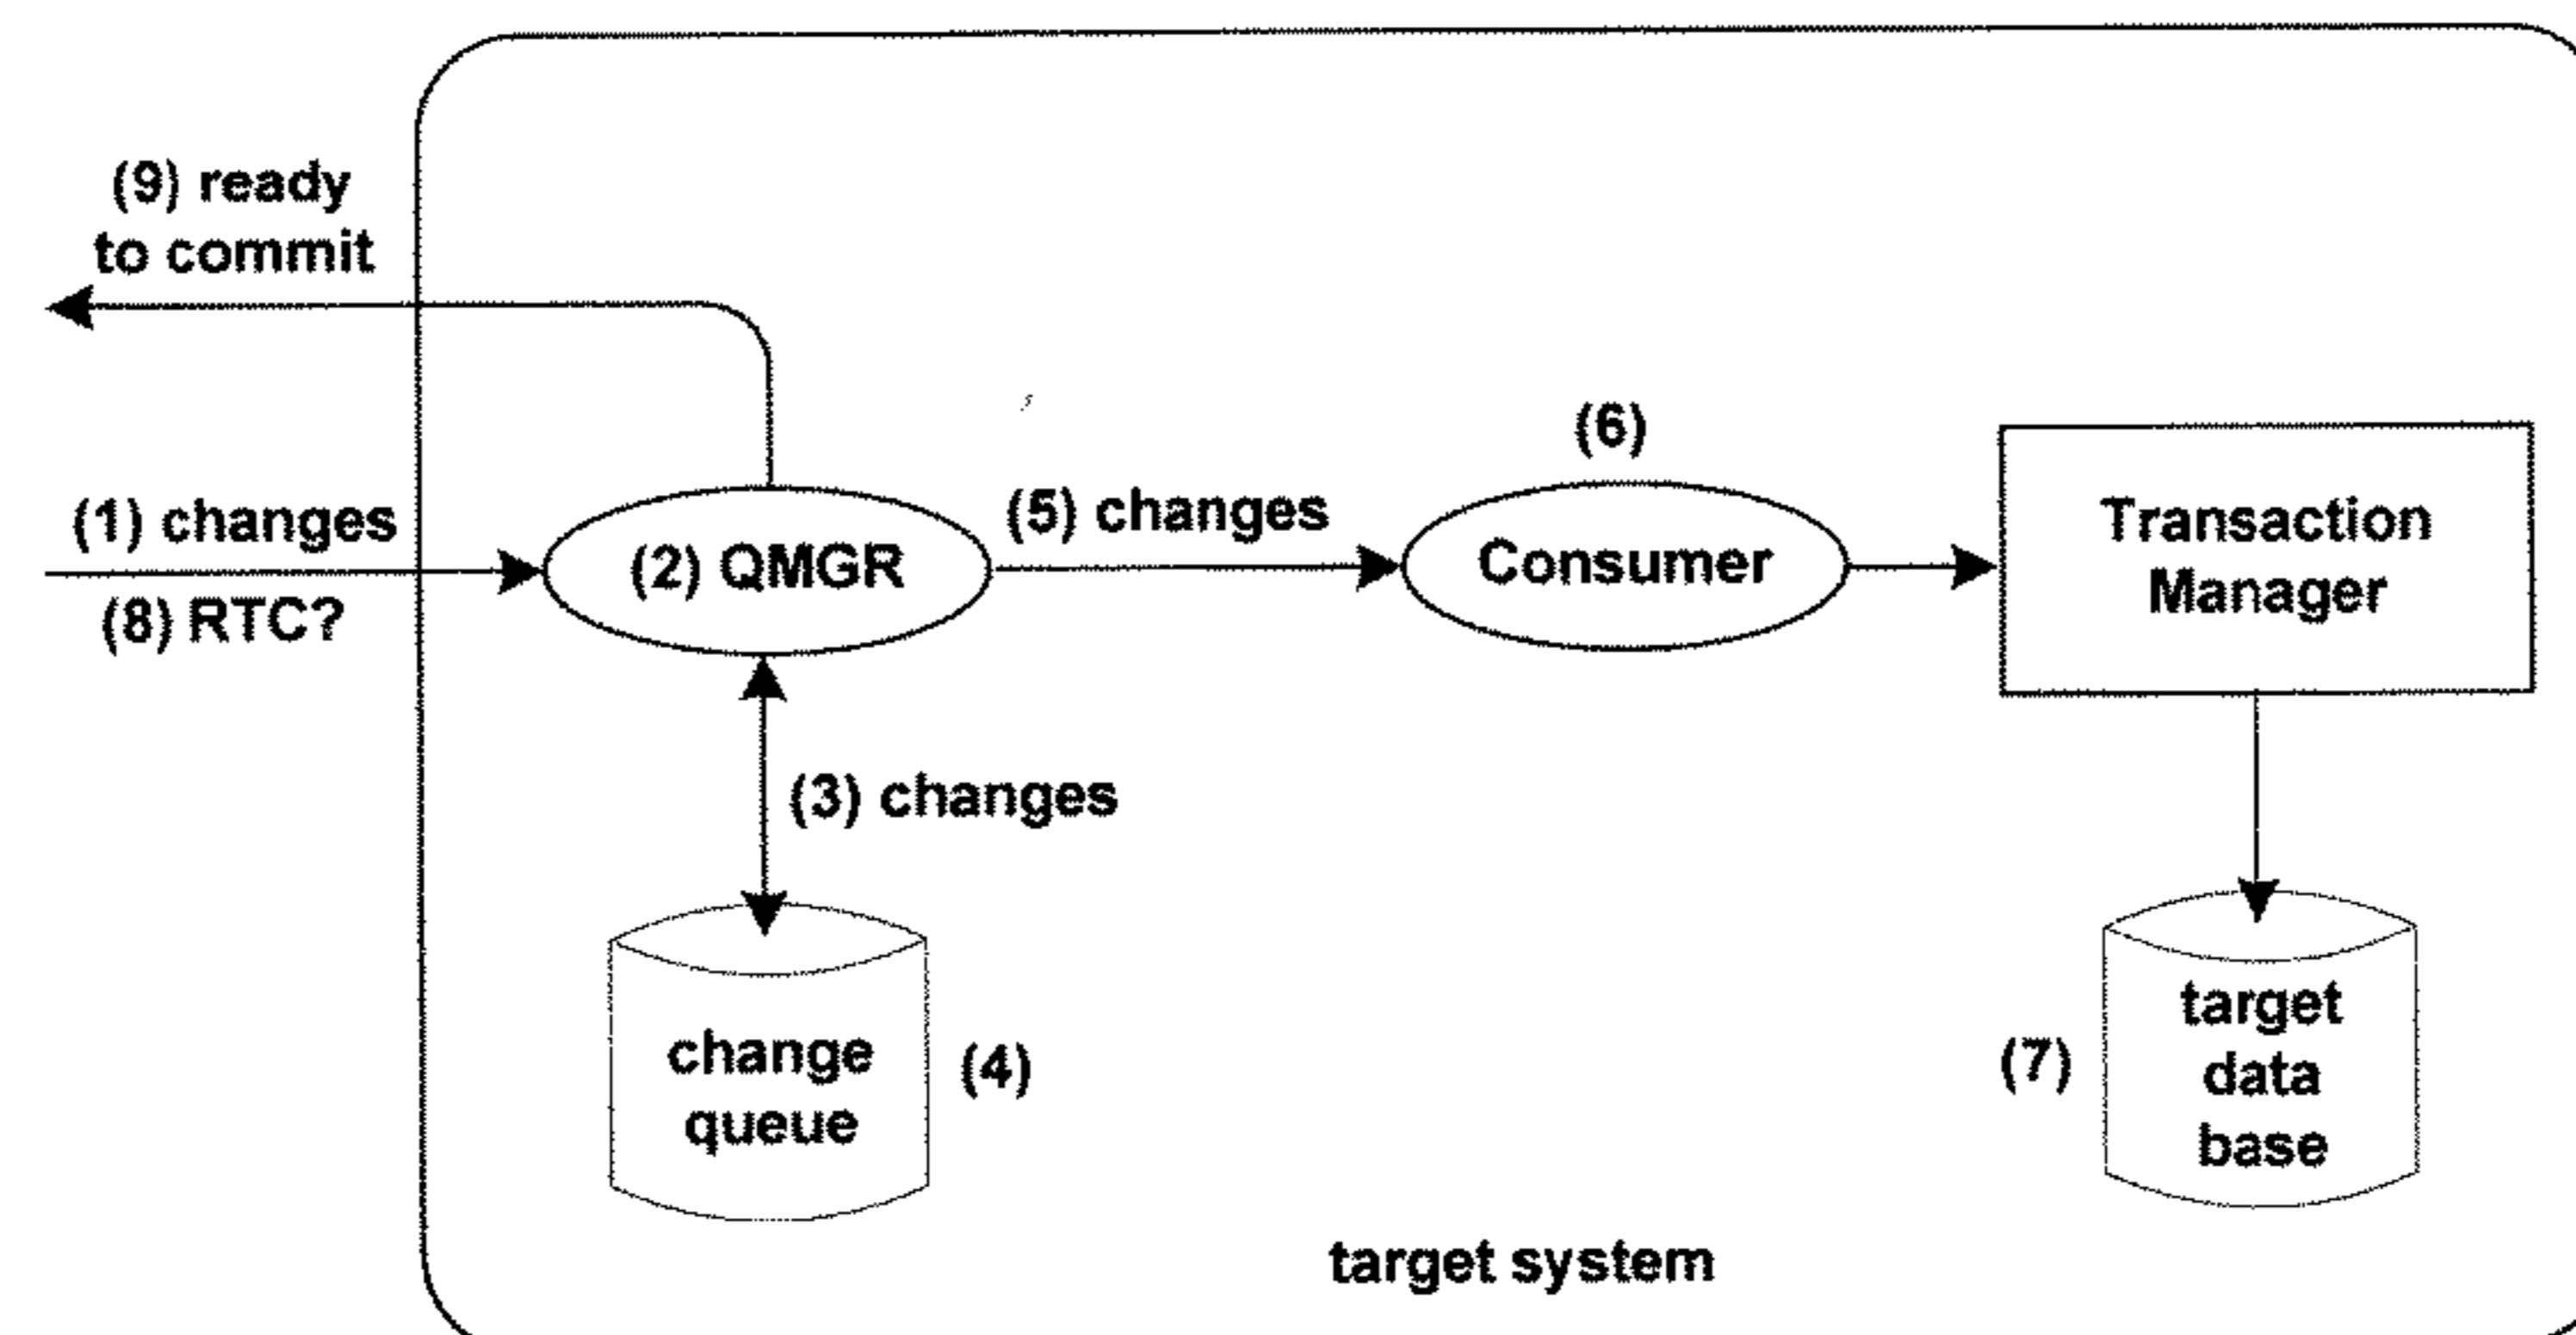 (9) ready
to commit
(1) changes
(8) RTC?
(2) QMGR
(5) changes
(6)
Consumer
Transaction
Manager
(3) changes
change
queue
(4)
(7)
target
data
base
target system